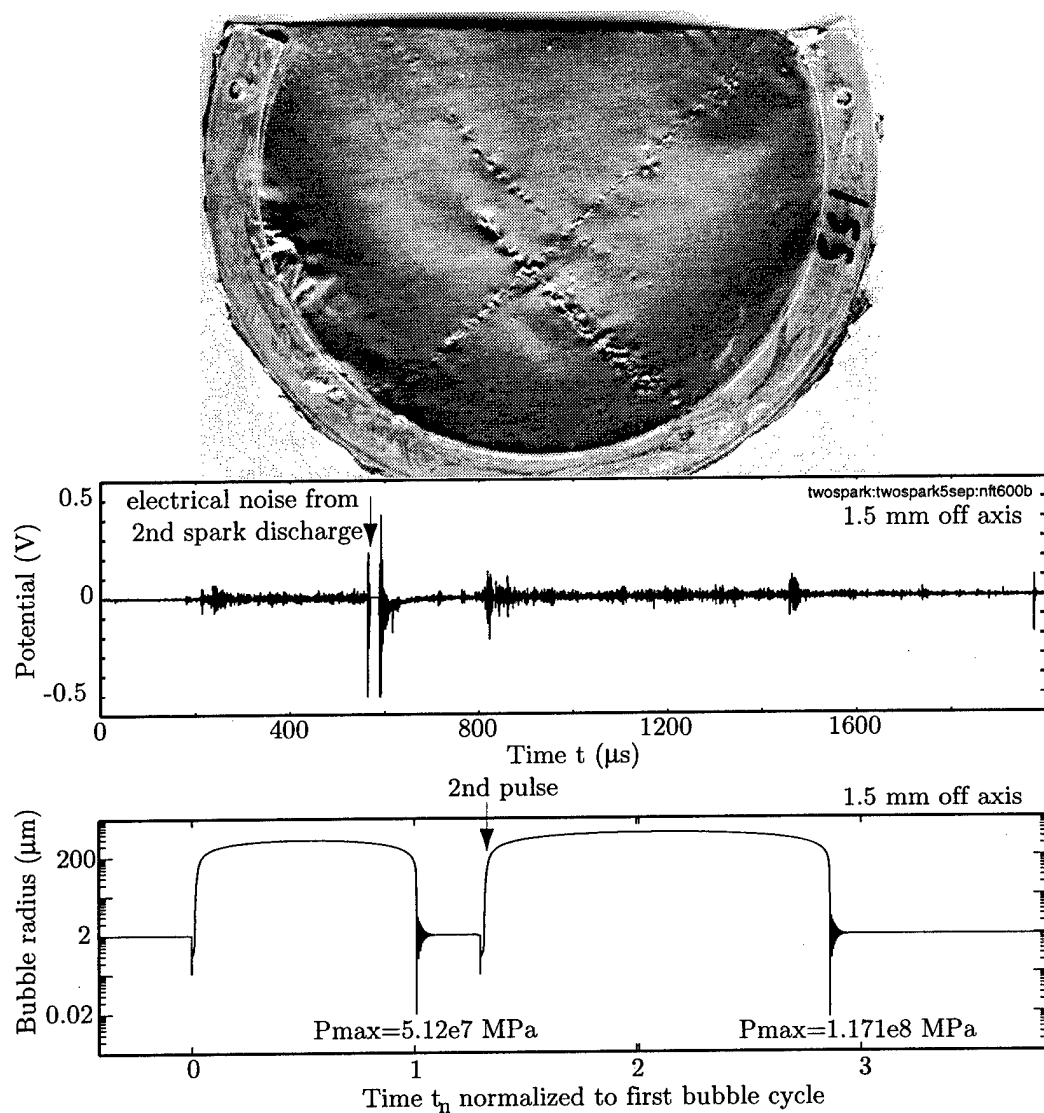 155
0.5
electrical noise from
2nd spark discharge
twospark:twospark5sep:nft600b
1.5 mm off axis
Potential (V)
0
-0.5
0 400 800 1200 1600
Time t (μs)
2nd pulse
1.5 mm off axis
Bubble radius (μm)
200
2
0.02
Pmax=5.12e7 MPa Pmax=1.171e8 MPa
0 1 2 3
Time tn normalized to first bubble cycle